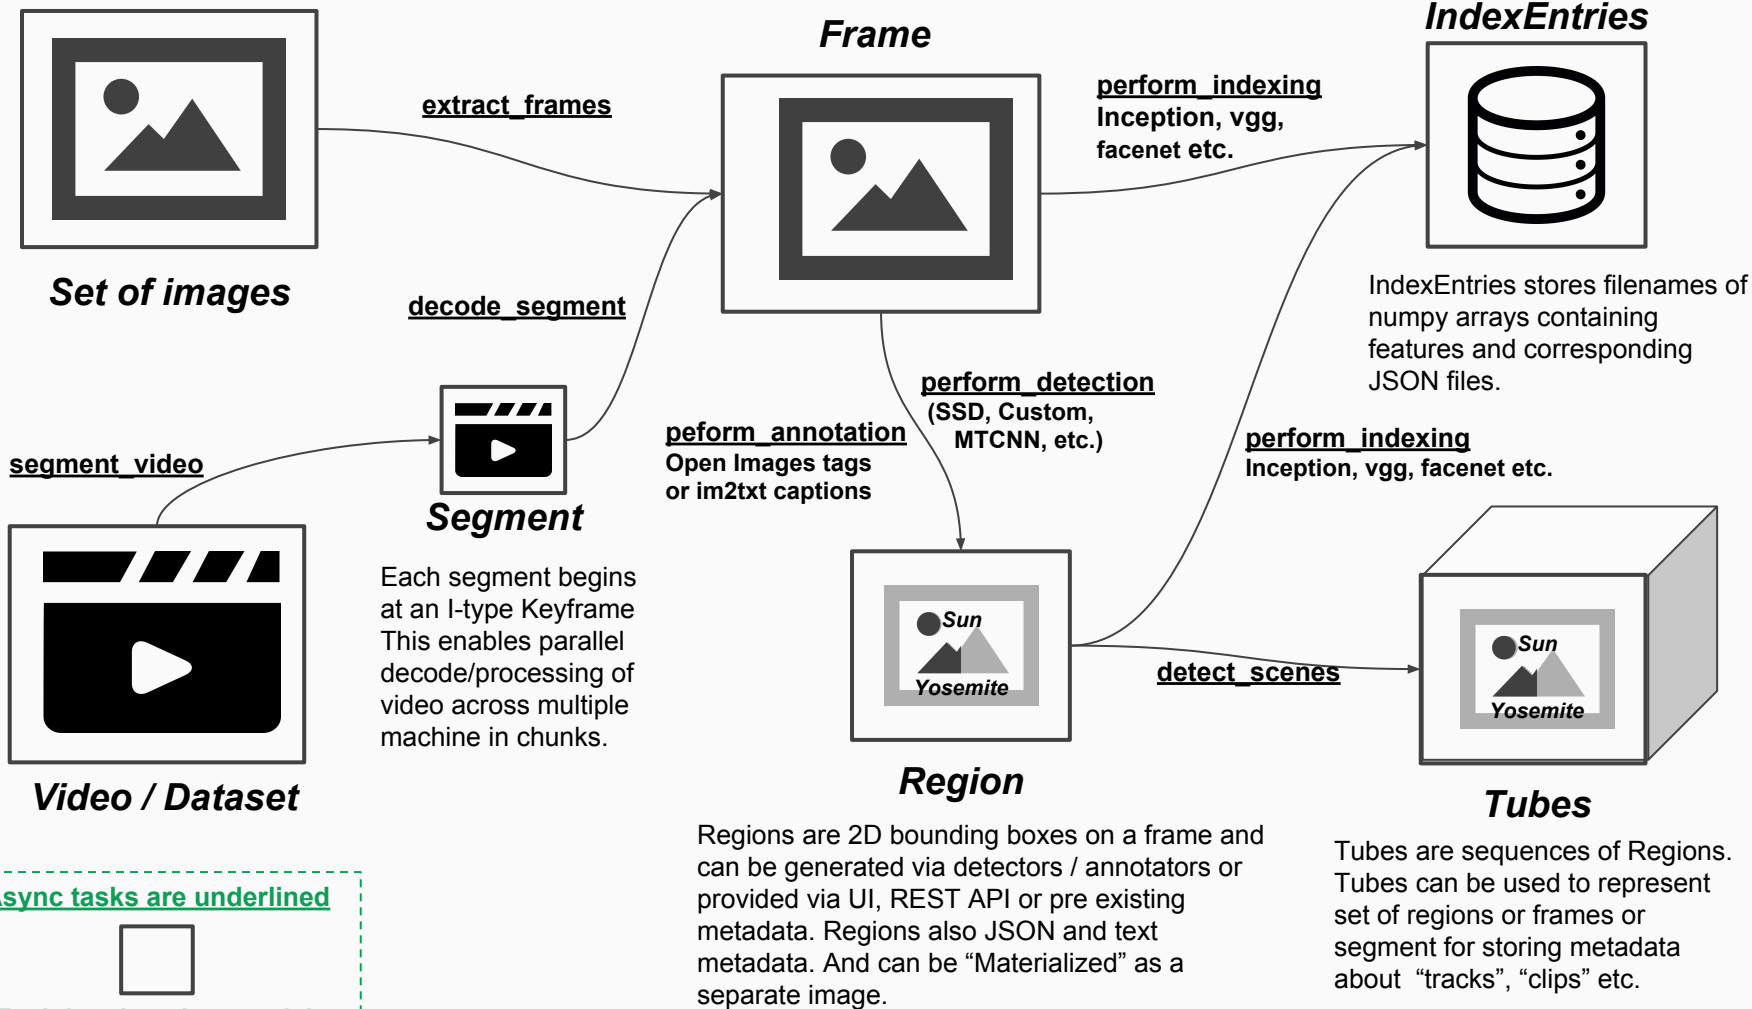 Set of images
extract_frames
Frame
perform_indexing
Inception, vgg,
facenet etc.
IndexEntries
IndexEntries stores filenames of
numpy arrays containing
features and corresponding
JSON files.
decode_segment
segment_video
Segment
Each segment begins
at an I-type Keyframe
This enables parallel
decode/processing of
video across multiple
machine in chunks.
Video / Dataset
peform_annotation
Open Images tags
or im2txt captions
perform_detection
(SSD, Custom,
MTCNN, etc.)
perform_indexing
Inception, vgg, facenet etc.
Sun
Yosemite
Region
Regions are 2D bounding boxes on a frame and
can be generated via detectors / annotators or
provided via UI, REST API or pre existing
metadata. Regions also JSON and text
metadata. And can be “Materialized” as a
separate image.
detect_scenes
Sun
Yosemite
Tubes
Tubes are sequences of Regions.
Tubes can be used to represent
set of regions or frames or
segment for storing metadata
about “tracks”, “clips” etc.
Async tasks are underlined